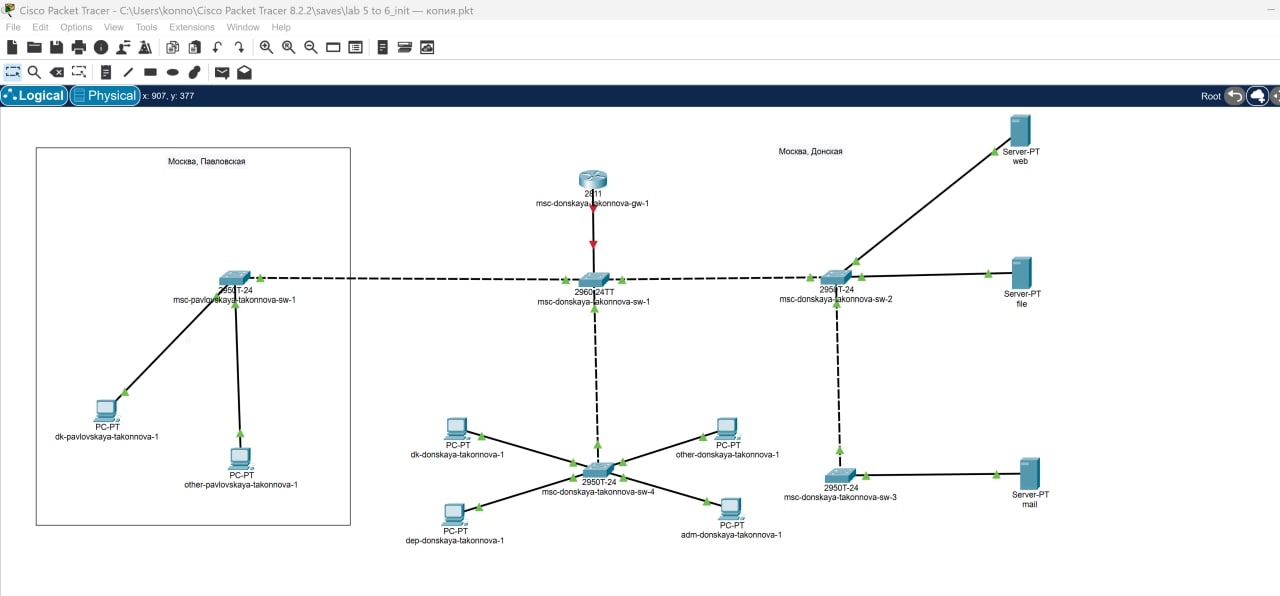 Cisco Packet Tracer - C:\Users\konno\Cisco Packet Tracer 8.2.2\saves\lab 5 to 6_init — копия.pkt
File Edit Options View Tools Extensions Window Help
Logical Physical x: 907, y: 377 Root
Москва, Павловская
Москва, Донская
Server-PT
web
2811
msc-donskaya-takonnova-gw-1
2950T-24
msc-pavlovskaya-takonnova-sw-1
2960-24TT
msc-donskaya-takonnova-sw-1
2950T-24
msc-donskaya-takonnova-sw-2
Server-PT
file
PC-PT
dk-pavlovskaya-takonnova-1
PC-PT
other-pavlovskaya-takonnova-1
PC-PT
dk-donskaya-takonnova-1
PC-PT
other-donskaya-takonnova-1
2950T-24
msc-donskaya-takonnova-sw-4
PC-PT
dep-donskaya-takonnova-1
PC-PT
adm-donskaya-takonnova-1
2950T-24
msc-donskaya-takonnova-sw-3
Server-PT
mail